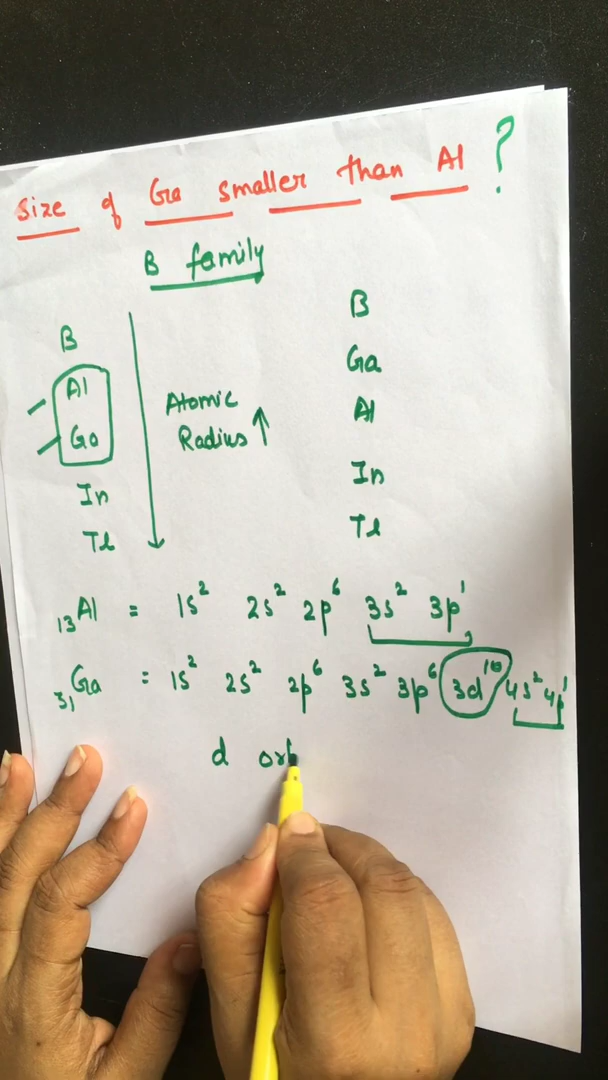 Size of Ga smaller than Al ?
B family
B
Al
Ga
In
Tl
Atomic
Radius ↑
B
Ga
Al
In
Tl
₁₃Al = 1s² 2s² 2p⁶ 3s² 3p¹
₃₁Ga = 1s² 2s² 2p⁶ 3s² 3p⁶ 3d¹⁰ 4s² 4p¹
d orb